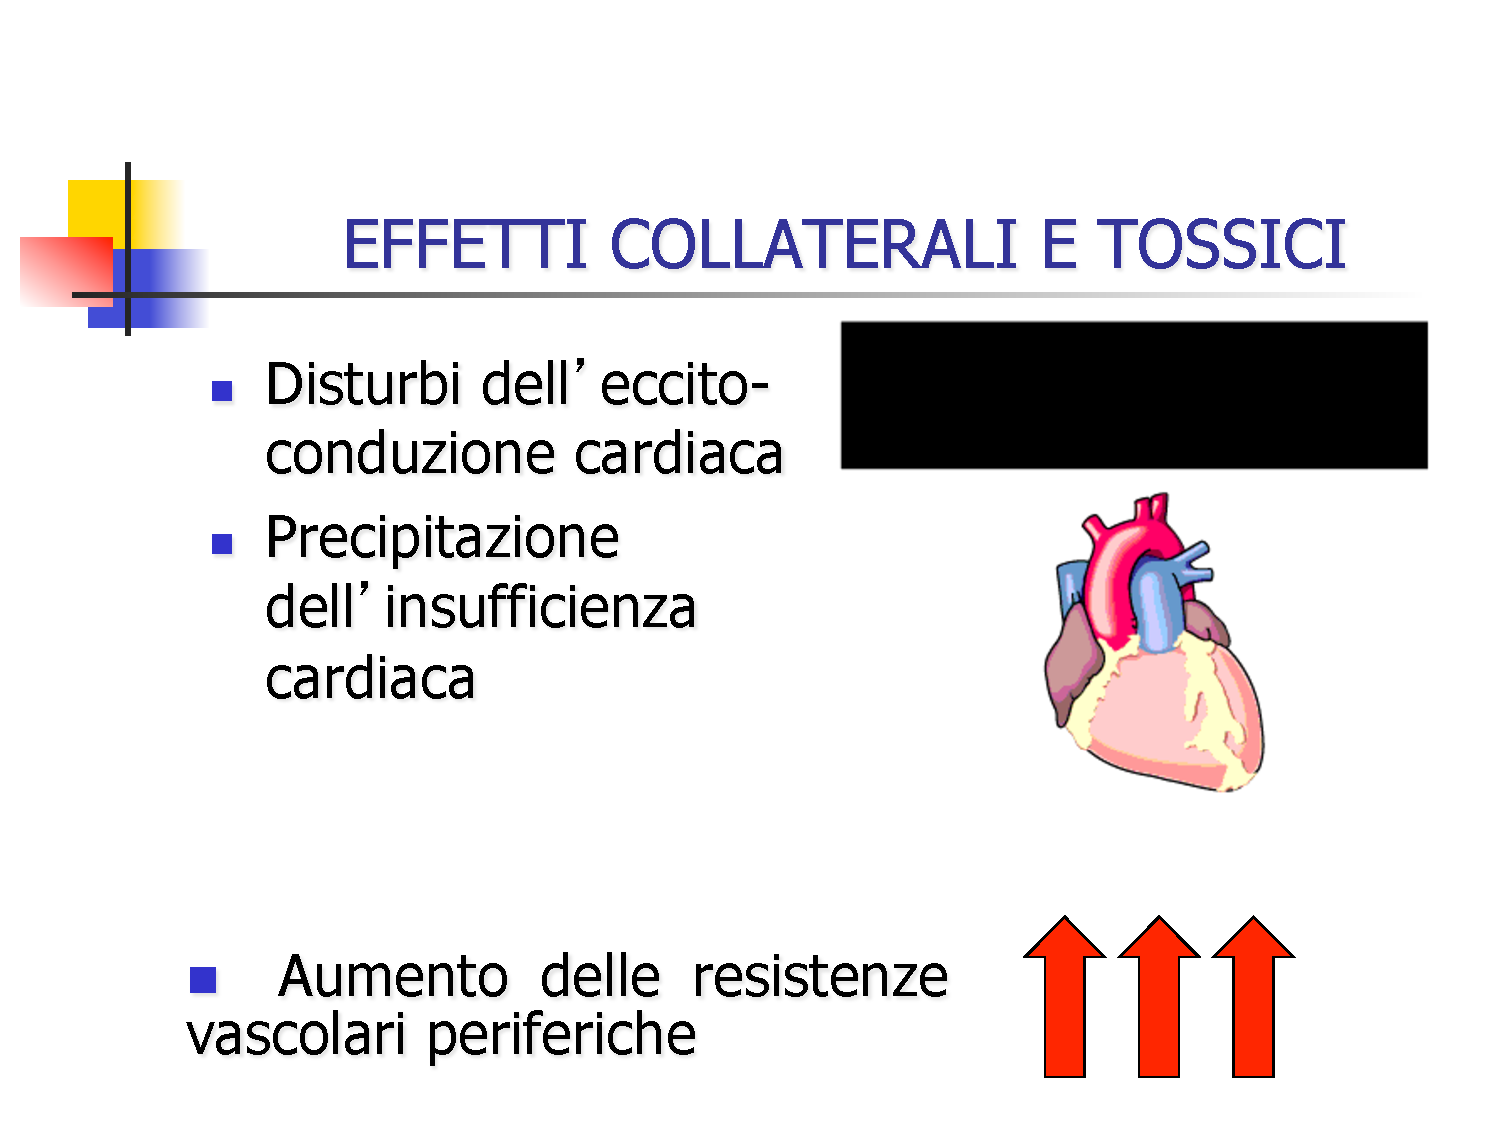 EFFETTI COLLATERALI E TOSSICI
Disturbi dell’eccito-
conduzione cardiaca
Precipitazione
dell’insufficienza
cardiaca
Aumento delle resistenze
vascolari periferiche